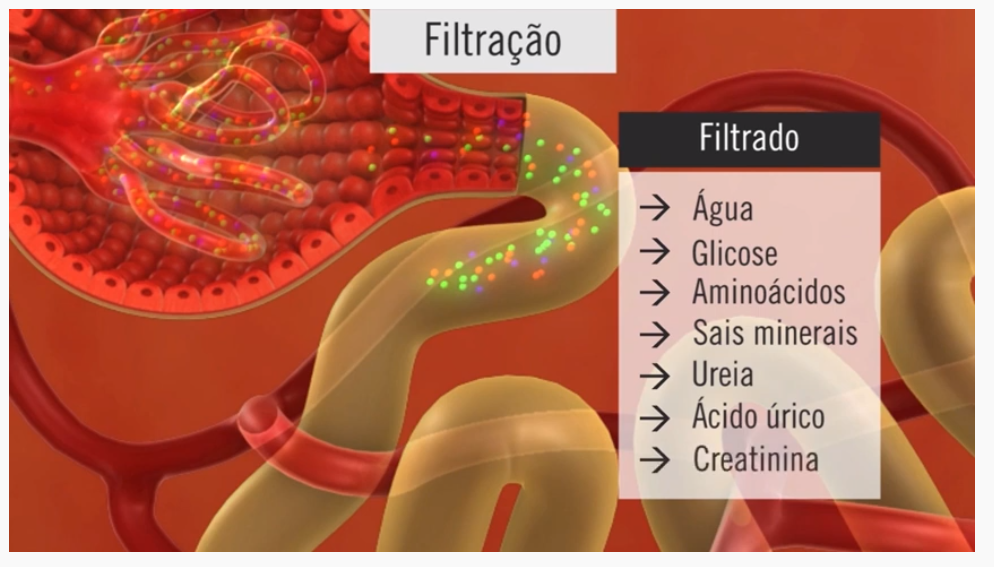 Filtração
Filtrado
→ Água
→ Glicose
→ Aminoácidos
→ Sais minerais
→ Ureia
→ Ácido úrico
→ Creatinina